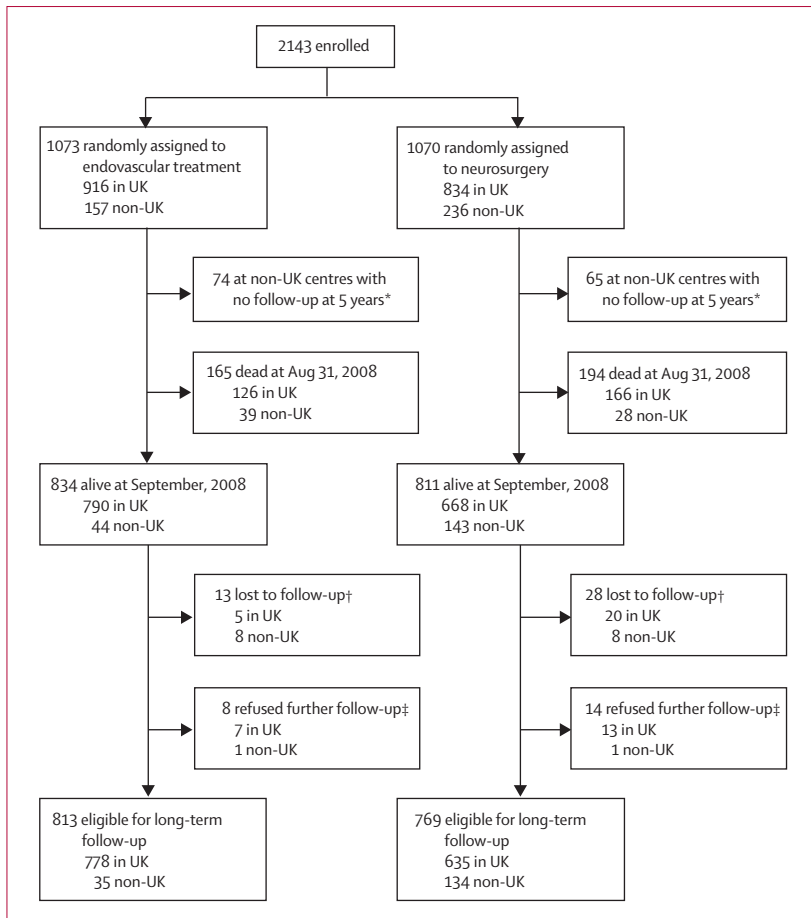 2143 enrolled
1073 randomly assigned to
endovascular treatment
916 in UK
157 non-UK
1070 randomly assigned
to neurosurgery
834 in UK
236 non-UK
74 at non-UK centres with
no follow-up at 5 years*
65 at non-UK centres with
no follow-up at 5 years*
165 dead at Aug 31, 2008
126 in UK
39 non-UK
194 dead at Aug 31, 2008
166 in UK
28 non-UK
834 alive at September, 2008
790 in UK
44 non-UK
811 alive at September, 2008
668 in UK
143 non-UK
13 lost to follow-up†
5 in UK
8 non-UK
28 lost to follow-up†
20 in UK
8 non-UK
8 refused further follow-up‡
7 in UK
1 non-UK
14 refused further follow-up‡
13 in UK
1 non-UK
813 eligible for long-term
follow-up
778 in UK
35 non-UK
769 eligible for long-term
follow-up
635 in UK
134 non-UK